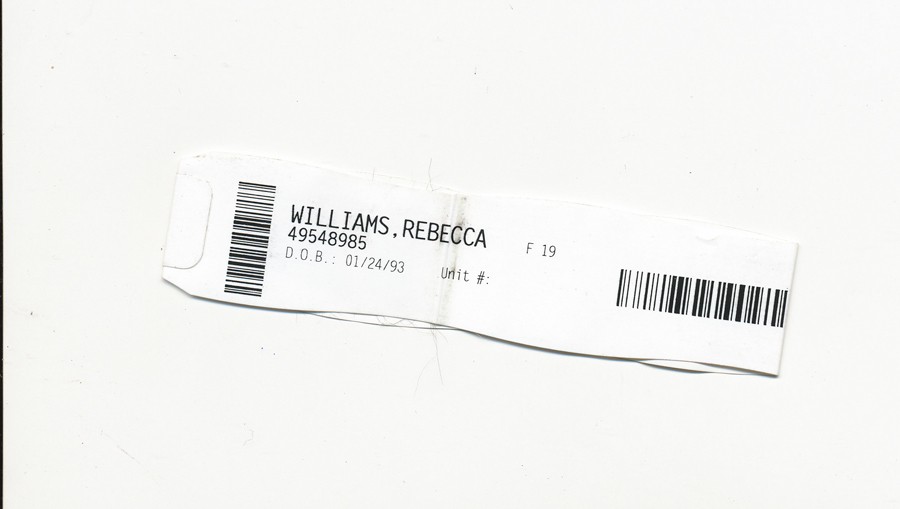 WILLIAMS,REBECCA F 19
49548985
D.O.B.: 01/24/93 Unit #: